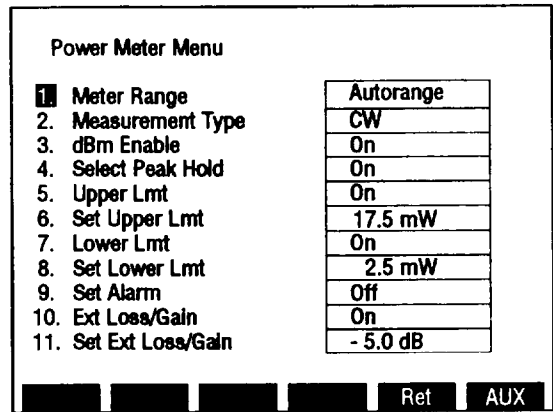 Power Meter Menu
1. Meter Range Autorange
2. Measurement Type CW
3. dBm Enable On
4. Select Peak Hold On
5. Upper Lmt On
6. Set Upper Lmt 17.5 mW
7. Lower Lmt On
8. Set Lower Lmt 2.5 mW
9. Set Alarm Off
10. Ext Loss/Gain On
11. Set Ext Loss/Gain - 5.0 dB
Ret AUX